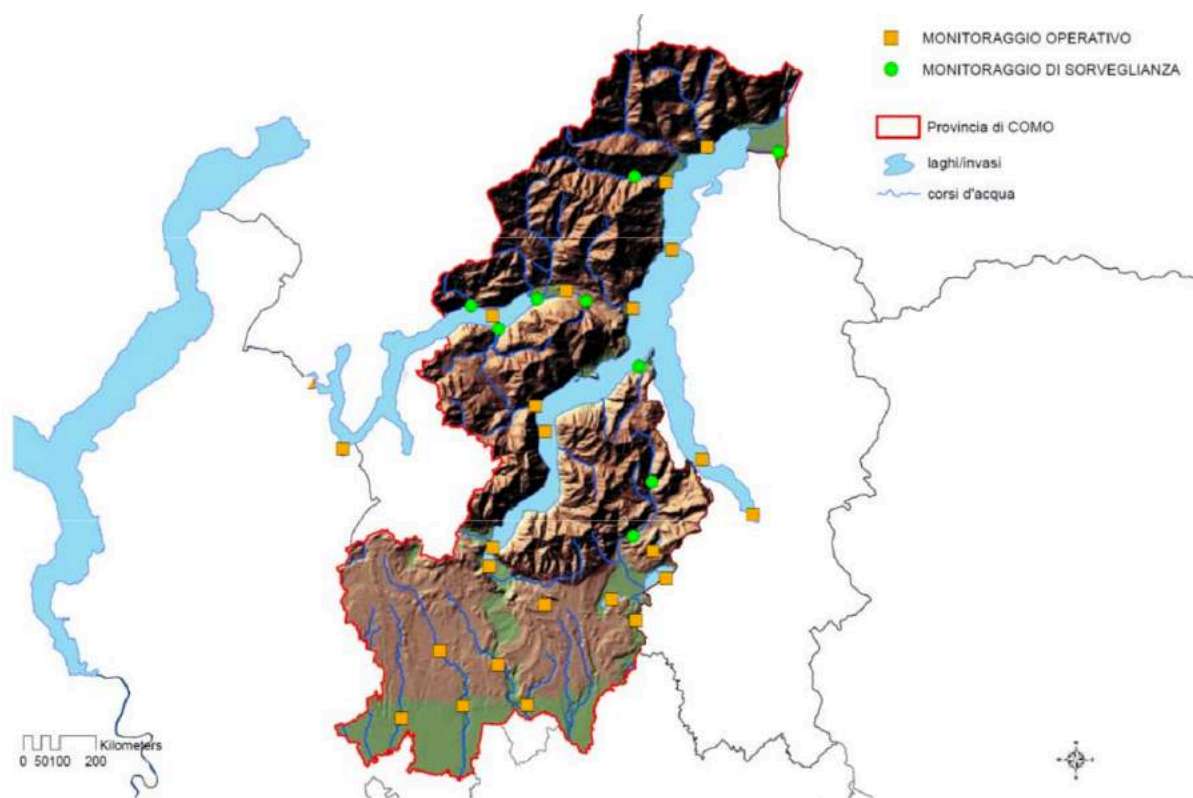 MONITORAGGIO OPERATIVO
MONITORAGGIO DI SORVEGLIANZA
Provincia di COMO
laghi/invasi
corsi d'acqua
Kilometers
0 50100 200